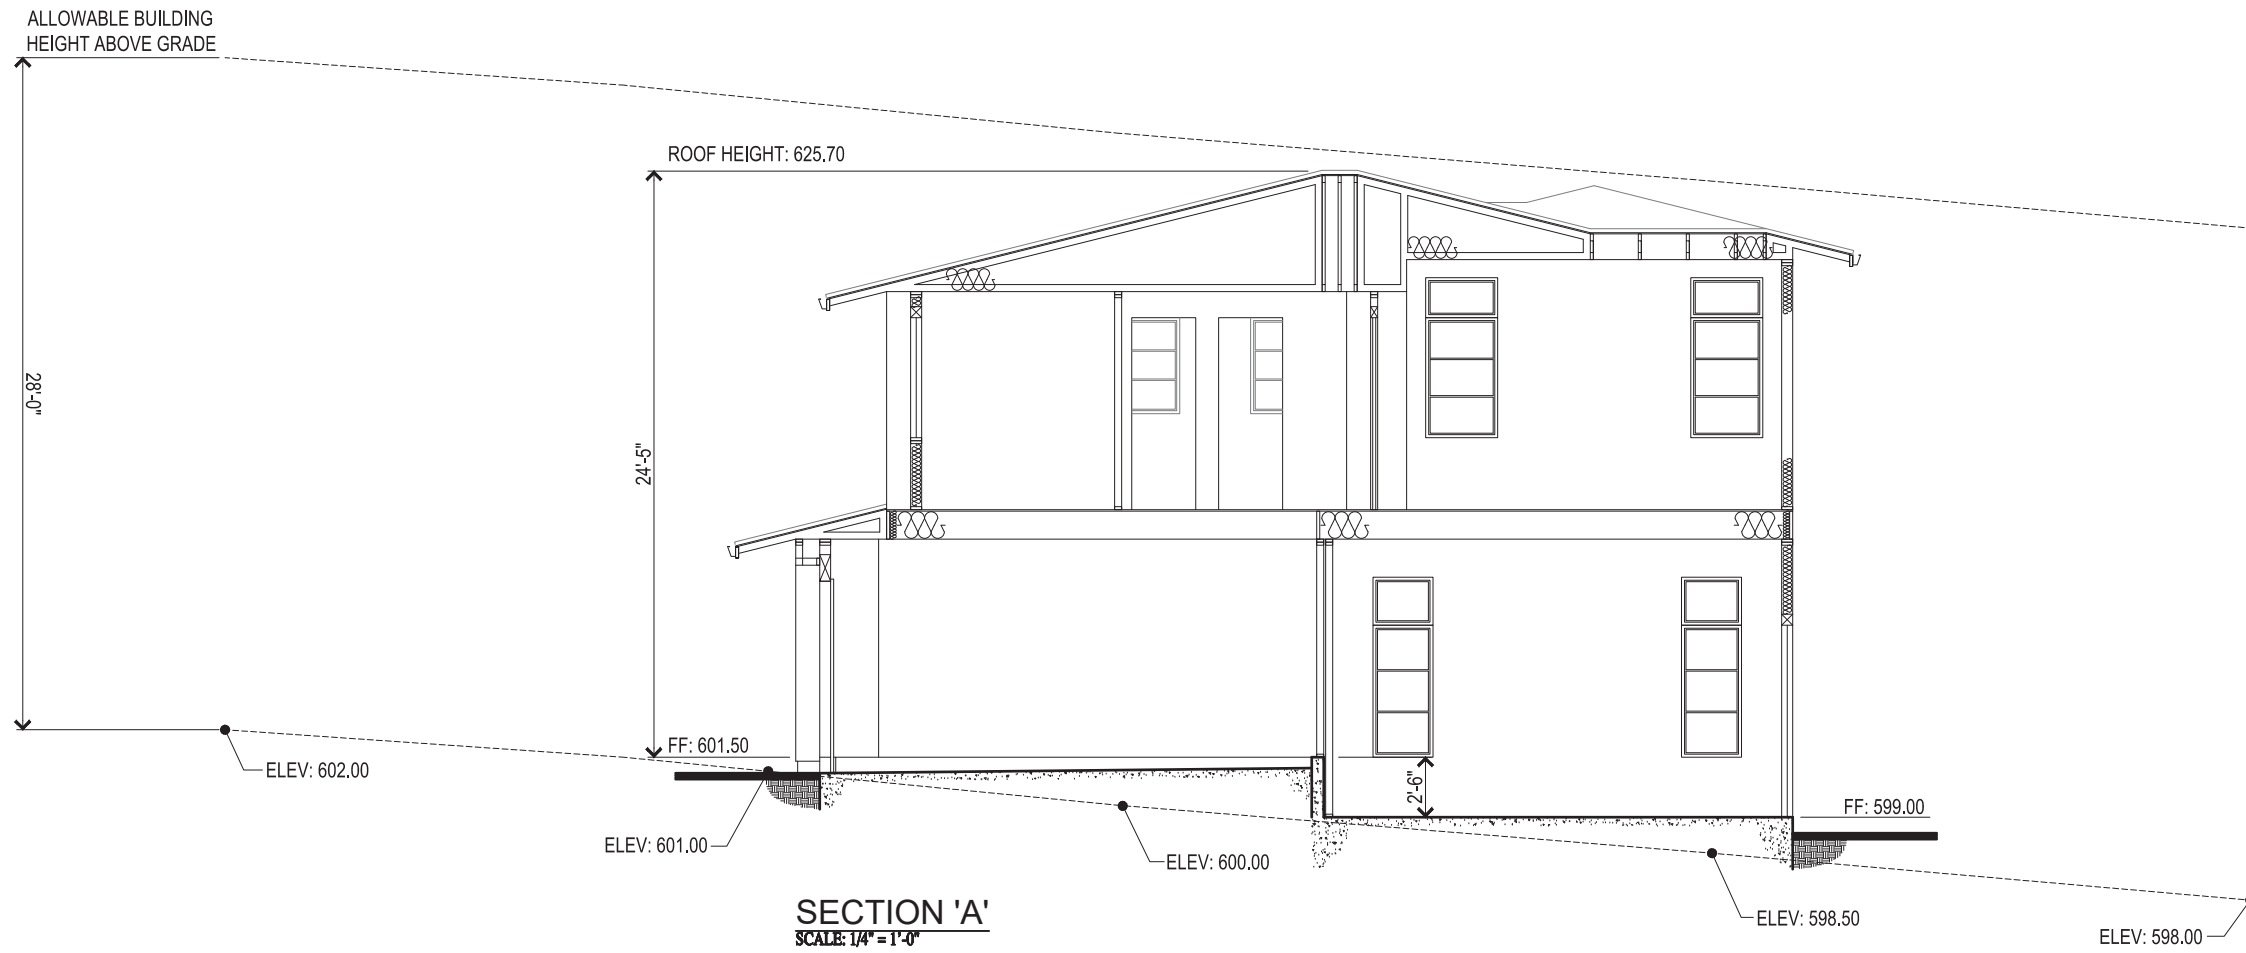 ALLOWABLE BUILDING
HEIGHT ABOVE GRADE
ROOF HEIGHT: 625.70
28'-0"
24'-5"
FF: 601.50
ELEV: 602.00
2'-6"
FF: 599.00
ELEV: 601.00
ELEV: 600.00
ELEV: 598.50
ELEV: 598.00
SECTION 'A'
SCALE: 1/4" = 1'-0"